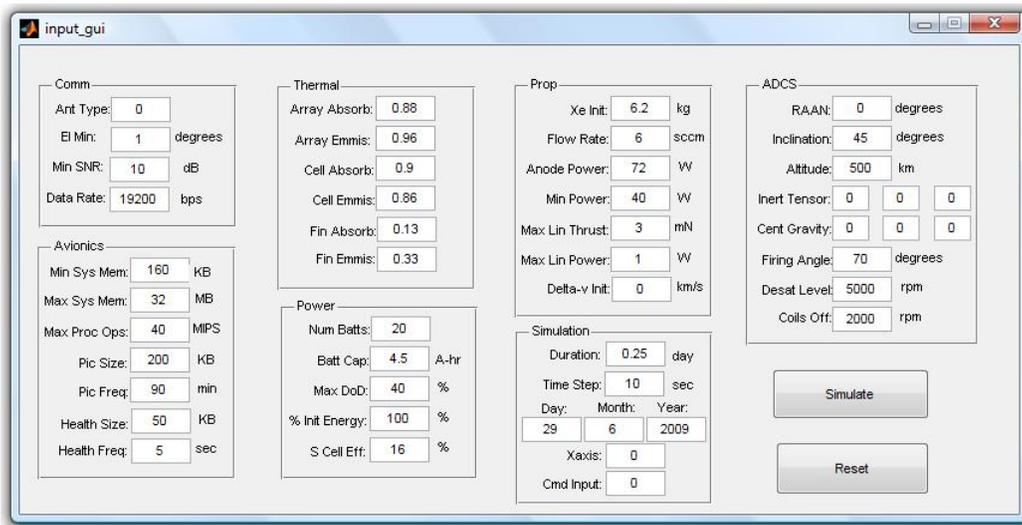 input_gui
Comm
Ant Type: 0
El Min: 1 degrees
Min SNR: 10 dB
Data Rate: 19200 bps
Avionics
Min Sys Mem: 160 KB
Max Sys Mem: 32 MB
Max Proc Ops: 40 MIPS
Pic Size: 200 KB
Pic Freq: 90 min
Health Size: 50 KB
Health Freq: 5 sec
Thermal
Array Absorb: 0.88
Array Emmis: 0.96
Cell Absorb: 0.9
Cell Emmis: 0.86
Fin Absorb: 0.13
Fin Emmis: 0.33
Power
Num Batts: 20
Batt Cap: 4.5 A-hr
Max DoD: 40 %
% Init Energy: 100 %
S Cell Eff: 16 %
Prop
Xe Init: 6.2 kg
Flow Rate: 6 sccm
Anode Power: 72 W
Min Power: 40 W
Max Lin Thrust: 3 mN
Max Lin Power: 1 W
Delta-v Init: 0 km/s
Simulation
Duration: 0.25 day
Time Step: 10 sec
Day: Month: Year:
29 6 2009
Xaxis: 0
Cmd Input: 0
ADCS
RAAN: 0 degrees
Inclination: 45 degrees
Altitude: 500 km
Inert Tensor: 0 0 0
Cent Gravity: 0 0 0
Firing Angle: 70 degrees
Desat Level: 5000 rpm
Coils Off: 2000 rpm
Simulate
Reset